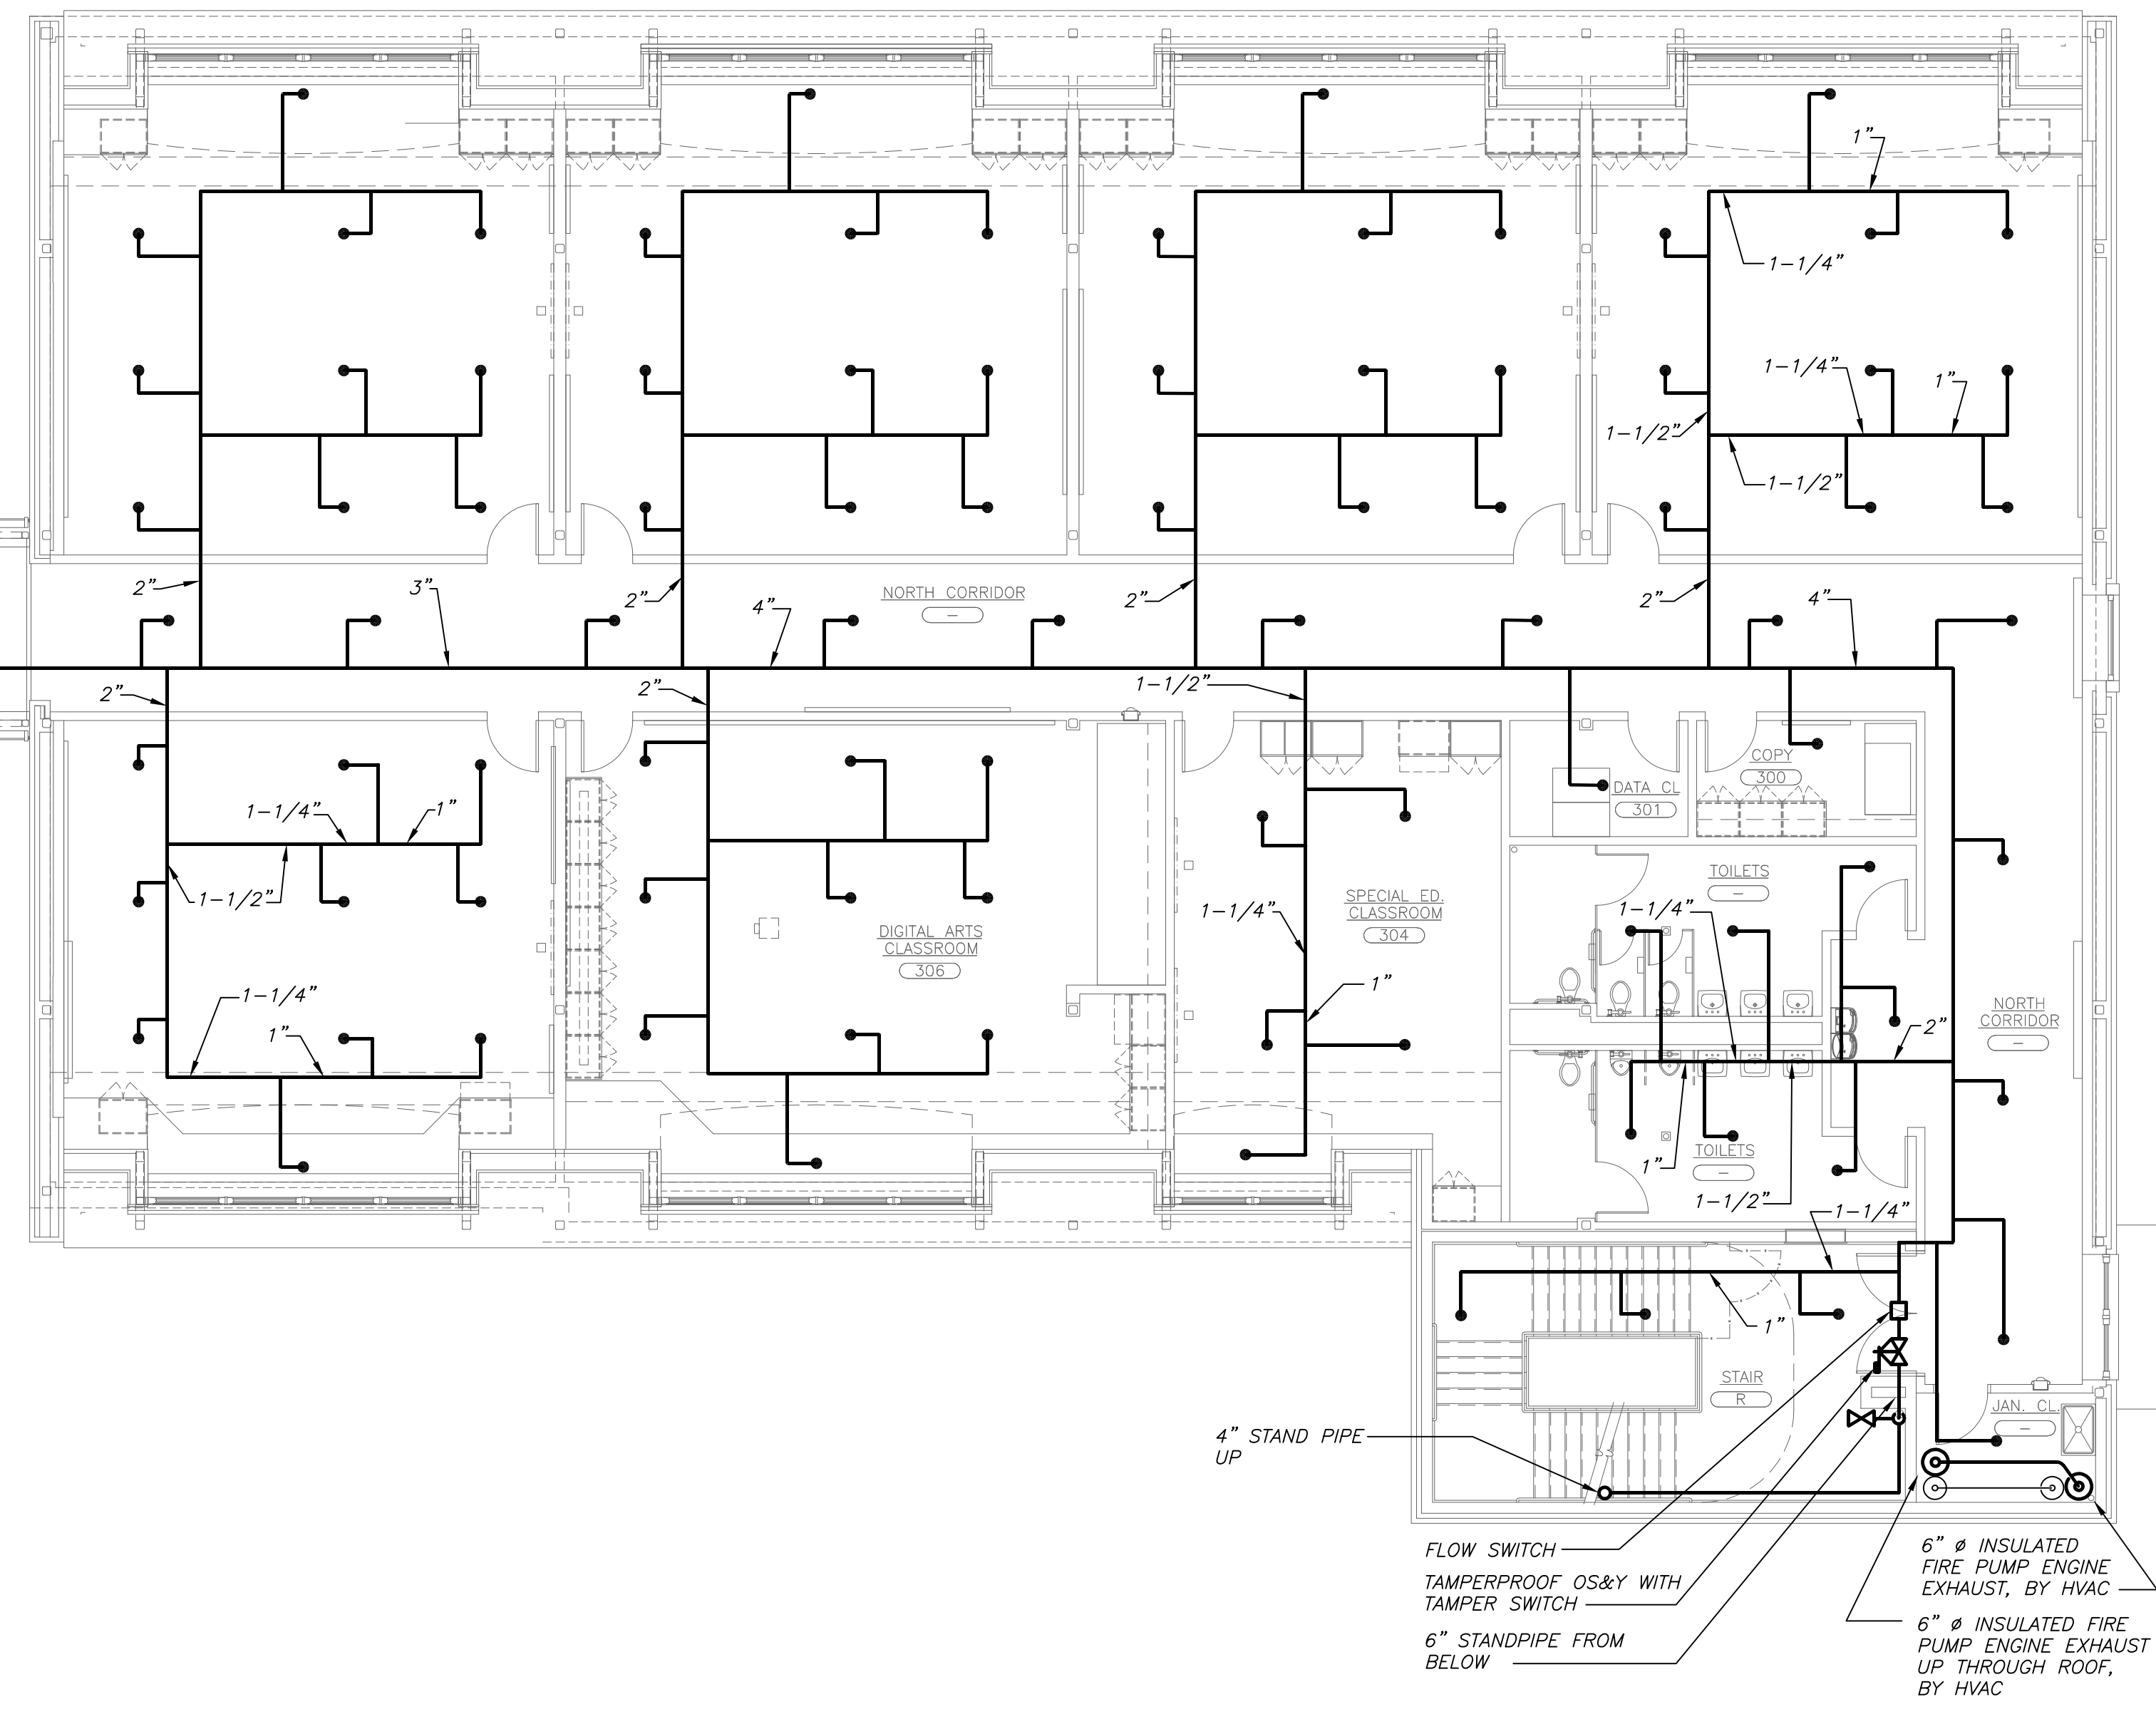 1"
1-1/4"
1-1/4"
1"
1-1/2"
1-1/2"
2"
3"
2"
4"
NORTH CORRIDOR
-
2"
2"
4"
2"
2"
1-1/2"
COPY
300
DATA CL
301
1-1/4"
1"
1-1/2"
1-1/4"
1"
DIGITAL ARTS
CLASSROOM
306
1-1/4"
SPECIAL ED.
CLASSROOM
304
1"
TOILETS
-
1-1/4"
2"
NORTH
CORRIDOR
-
1"
TOILETS
-
1-1/2"
1-1/4"
1"
STAIR
R
JAN. CL.
-
4" STAND PIPE
UP
FLOW SWITCH
TAMPERPROOF OS&Y WITH
TAMPER SWITCH
6" STANDPIPE FROM
BELOW
6" ø INSULATED
FIRE PUMP ENGINE
EXHAUST, BY HVAC
6" ø INSULATED FIRE
PUMP ENGINE EXHAUST
UP THROUGH ROOF,
BY HVAC